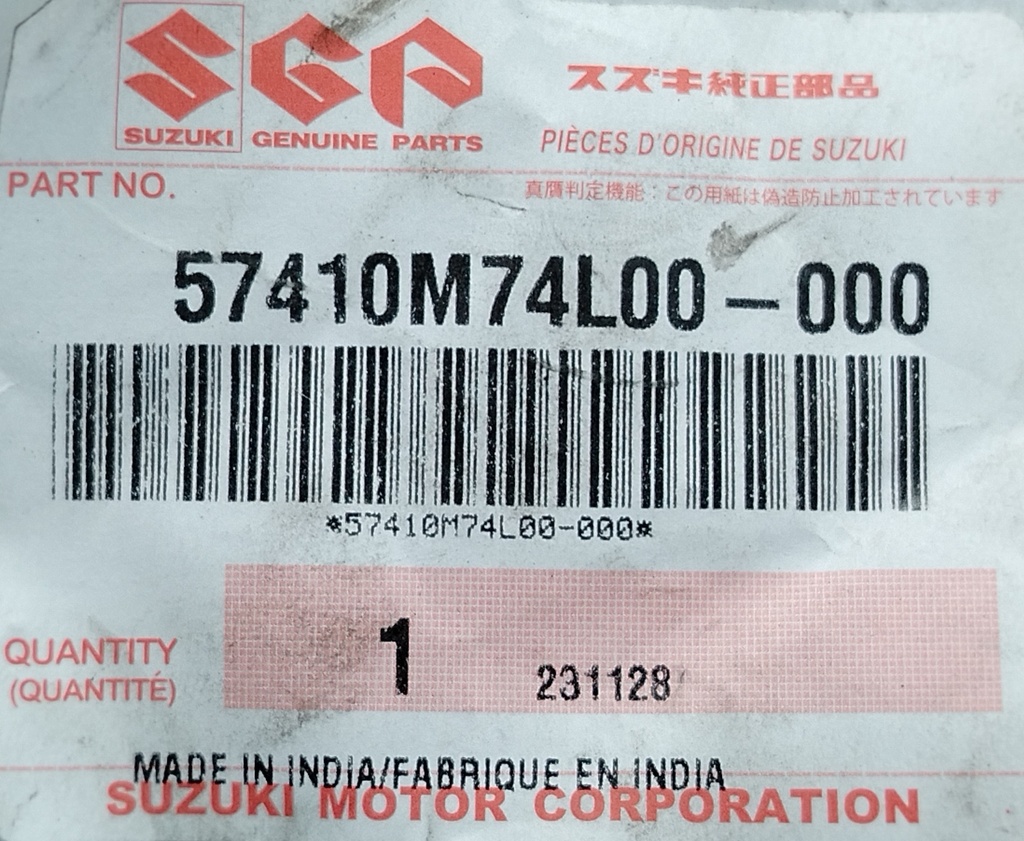 SGP
SUZUKI GENUINE PARTS
スズキ純正部品
PIÈCES D'ORIGINE DE SUZUKI
PART NO.
真贋判定機能:この用紙は偽造防止加工されています
57410M74L00-000
*57410M74L00-000*
QUANTITY
(QUANTITÉ)
1 231128
MADE IN INDIA/FABRIQUE EN INDIA
SUZUKI MOTOR CORPORATION